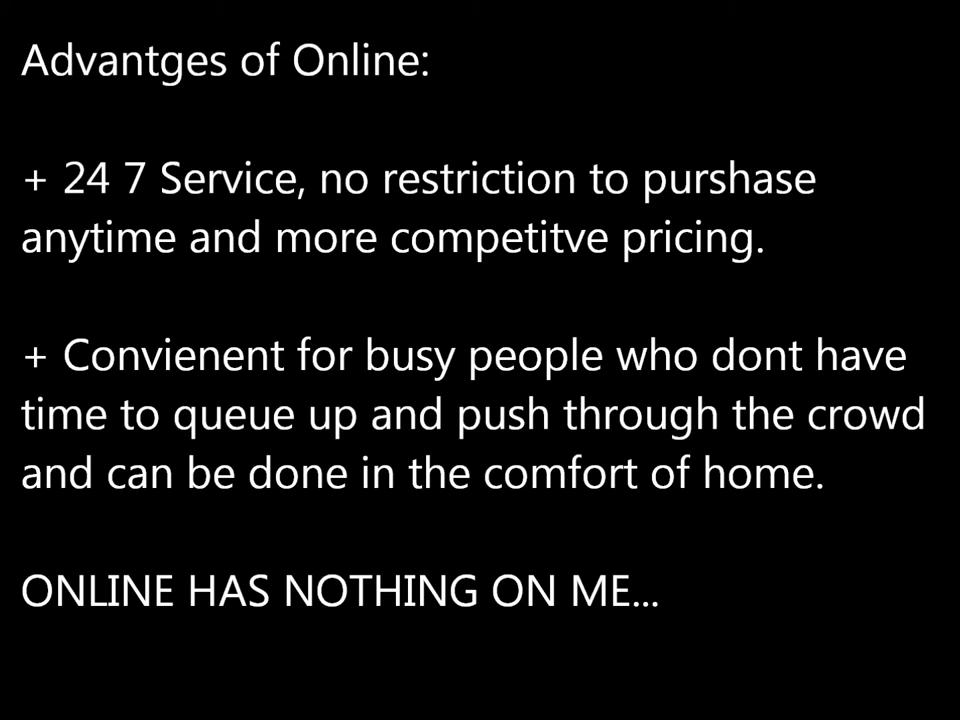 Advantges of Online:
+ 24 7 Service, no restriction to purshase
anytime and more competitve pricing.
+ Convienent for busy people who dont have
time to queue up and push through the crowd
and can be done in the comfort of home.
ONLINE HAS NOTHING ON ME...